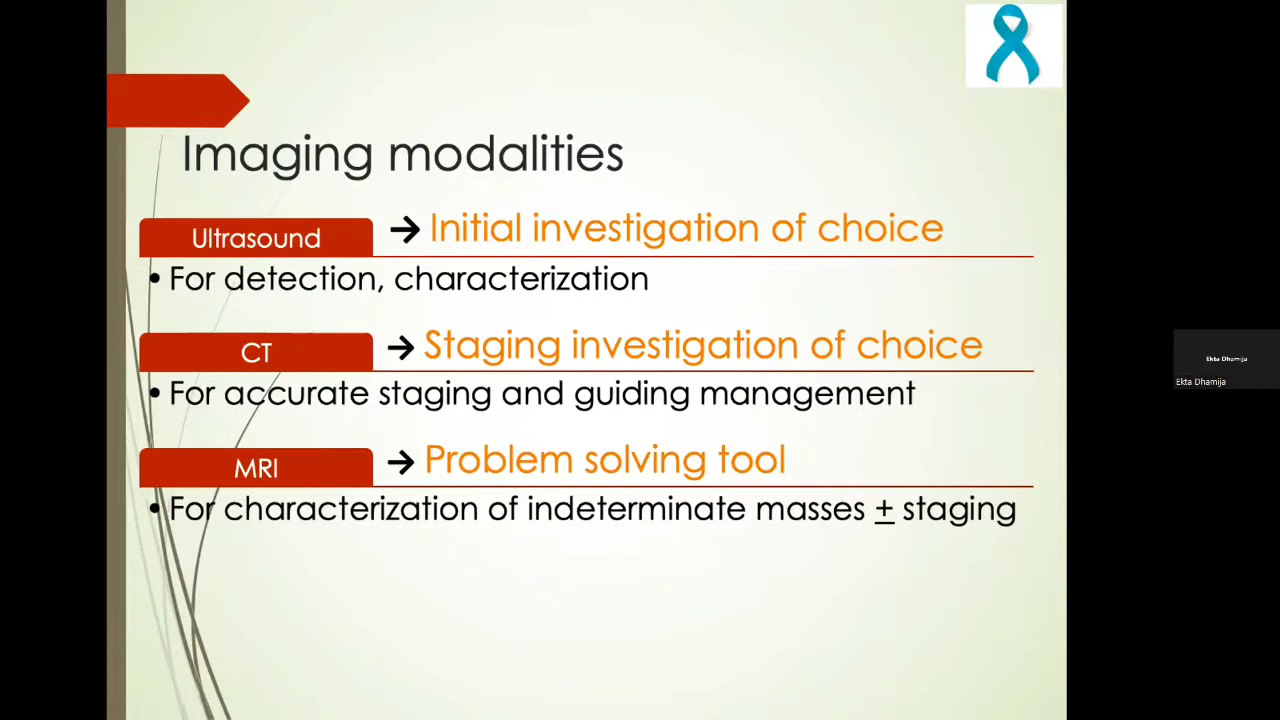 Imaging modalities
Ultrasound → Initial investigation of choice
• For detection, characterization
CT → Staging investigation of choice
• For accurate staging and guiding management
MRI → Problem solving tool
• For characterization of indeterminate masses ± staging
Ekta Dhamija
Ekta Dhamija